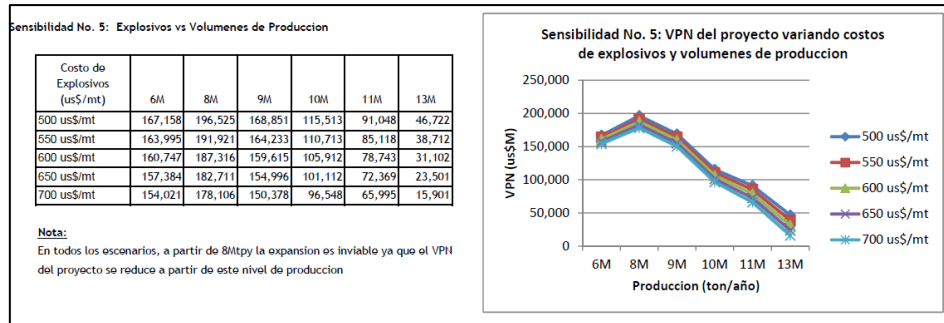 Sensibilidad No. 5: Explosivos vs Volumenes de Produccion
Costo de
Explosivos
(us$/mt) 6M 8M 9M 10M 11M 13M
500 us$/mt 167,158 196,525 168,851 115,513 91,048 46,722
550 us$/mt 163,995 191,921 164,233 110,713 85,118 38,712
600 us$/mt 160,747 187,316 159,615 105,912 78,743 31,102
650 us$/mt 157,384 182,711 154,996 101,112 72,369 23,501
700 us$/mt 154,021 178,106 150,378 96,548 65,995 15,901
Nota:
En todos los escenarios, a partir de 8Mtpy la expansion es inviable ya que el VPN
del proyecto se reduce a partir de este nivel de produccion
Sensibilidad No. 5: VPN del proyecto variando costos
de explosivos y volumenes de produccion
VPN (us$M)
250,000
200,000
150,000
100,000
50,000
0
6M 8M 9M 10M 11M 13M
Produccion (ton/año)
500 us$/mt
550 us$/mt
600 us$/mt
650 us$/mt
700 us$/mt